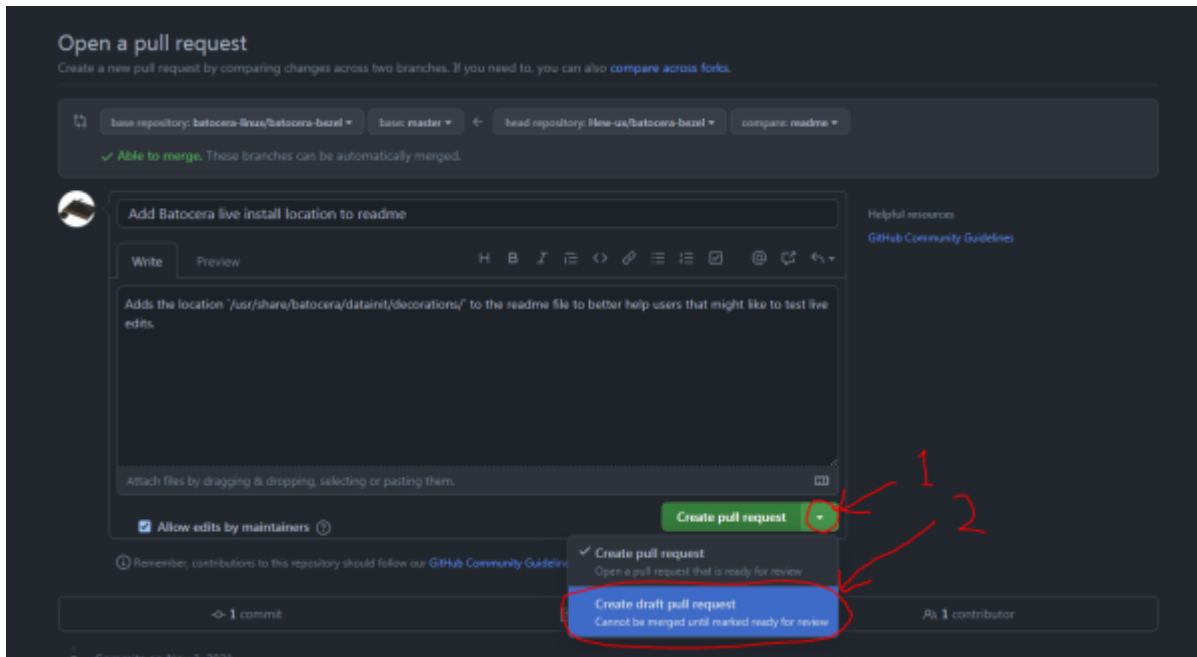 Open a pull request
Create a new pull request by comparing changes across two branches. If you need to, you can also compare across forks.
base repository: batocera-linux/batocera-bezel base: master ← head repository: New-ux/batocera-bezel compare: readme
✓ Able to merge. These branches can be automatically merged.
Add Batocera live install location to readme
Helpful resources
GitHub Community Guidelines
Write Preview
H B I
Adds the location `/usr/share/batocera/datainit/decorations/` to the readme file to better help users that might like to test live
edits.
Attach files by dragging & dropping, selecting or pasting them.
1
2
Allow edits by maintainers
Create pull request
Remember, contributions to this repository should follow our GitHub Community Guidelin
✓ Create pull request
Open a pull request that is ready for review
Create draft pull request
Cannot be merged until marked ready for review
1 commit
1 contributor